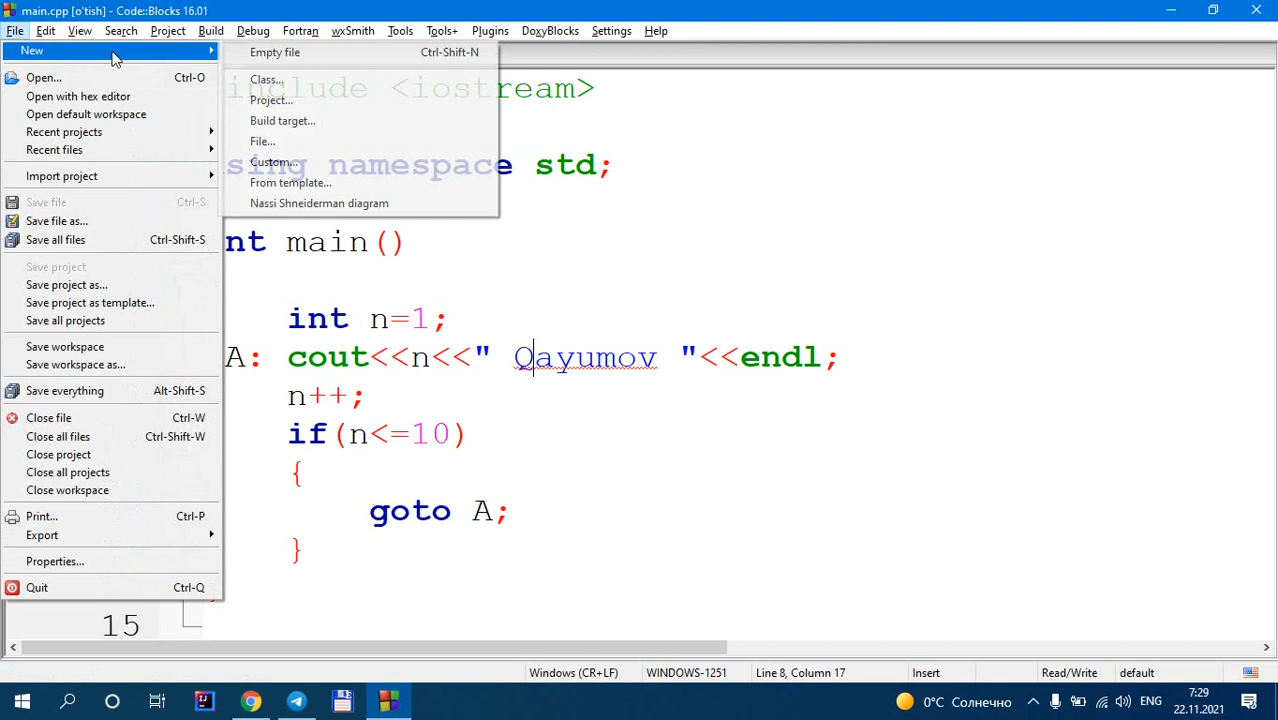 main.cpp [o'tish] - Code::Blocks 16.01
File Edit View Search Project Build Debug Fortran wxSmith Tools Tools+ Plugins DoxyBlocks Settings Help
New
Open... Ctrl-O
Open with hex editor
Open default workspace
Recent projects
Recent files
Import project
Save file Ctrl-S
Save file as...
Save all files Ctrl-Shift-S
Save project
Save project as...
Save project as template...
Save all projects
Save workspace
Save workspace as...
Save everything Alt-Shift-S
Close file Ctrl-W
Close all files Ctrl-Shift-W
Close project
Close all projects
Close workspace
Print... Ctrl-P
Export
Properties...
Quit Ctrl-Q
Empty file Ctrl-Shift-N
Class...
Project...
Build target...
File...
Custom...
From template...
Nassi Shneiderman diagram
include <iostream>
sing namespace std;
nt main()
int n=1;
A: cout<<n<<" Qayumov "<<endl;
n++;
if(n<=10)
{
goto A;
}
15
Windows (CR+LF) WINDOWS-1251 Line 8, Column 17 Insert Read/Write default
0°C Солнечно ENG
7:29
22.11.2021